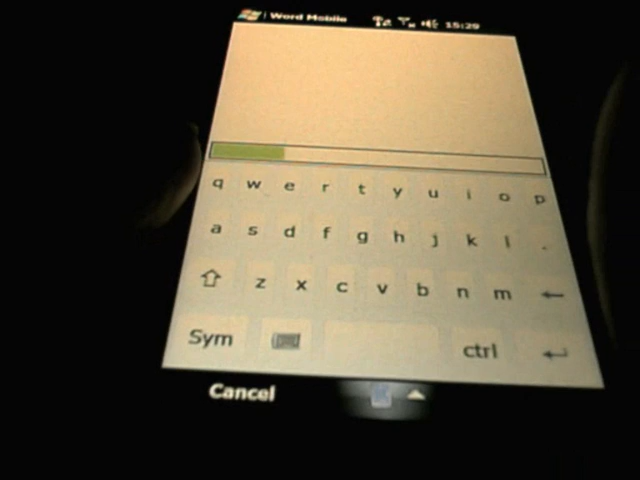 Word Mobile 15:29
q w e r t y u i o p
a s d f g h j k l .
z x c v b n m
Sym ctrl
Cancel